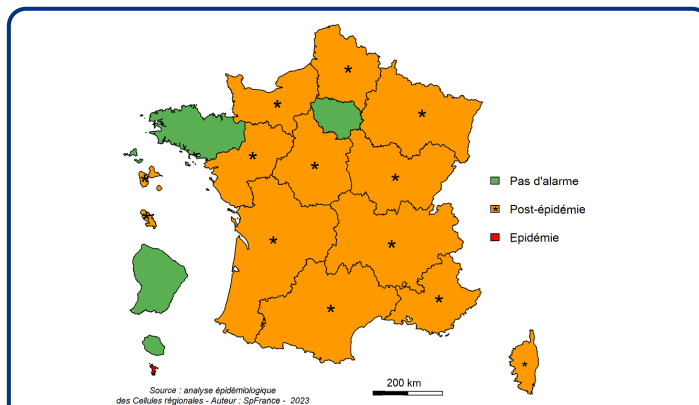 Pas d'alarme
Post-épidémie
Epidémie
200 km
Source : analyse épidémiologique
des Cellules régionales - Auteur : SpFrance - 2023